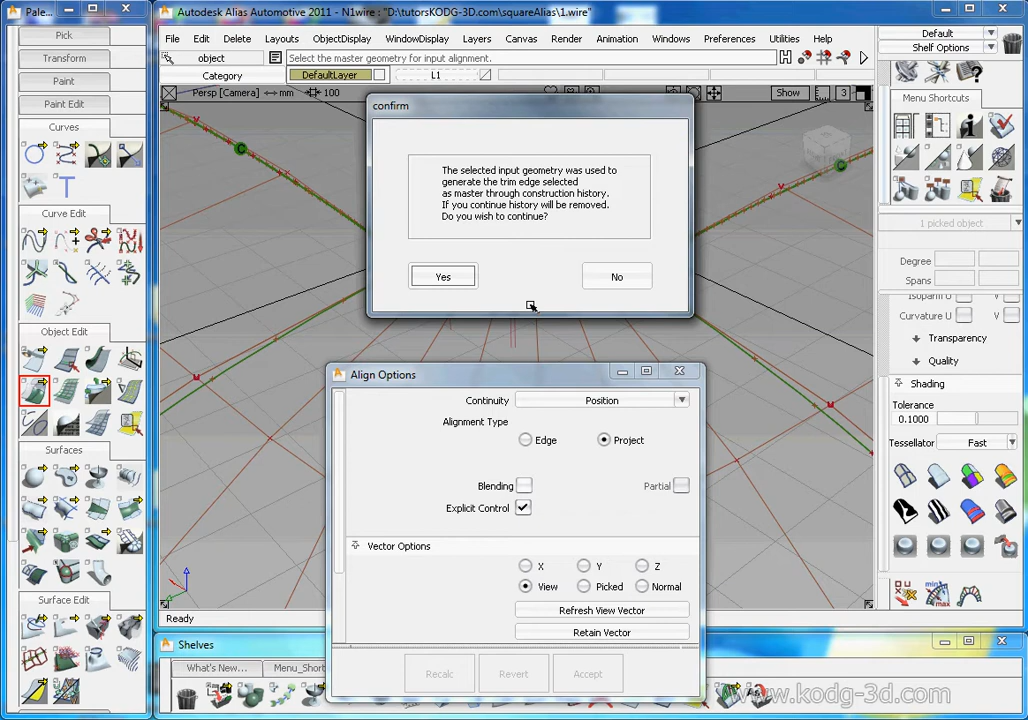 Pale...
Autodesk Alias Automotive 2011 - N1wire : "D:\tutorsKODG-3D.com\squareAlias\1.wire"
Default
Shelf Options
File Edit Delete Layouts ObjectDisplay WindowDisplay Layers Canvas Render Animation Windows Preferences Utilities Help
object
Select the master geometry for input alignment.
Category
DefaultLayer
L1
Persp [Camera] mm 100
Show
3
Pick
Transform
Paint
Paint Edit
Curves
Curve Edit
Object Edit
Surfaces
Surface Edit
confirm
The selected input geometry was used to
generate the trim edge selected
as master through construction history.
If you continue history will be removed.
Do you wish to continue?
Yes
No
Align Options
Continuity
Position
Alignment Type
Edge
Project
Blending
Partial
Explicit Control
Vector Options
X
Y
Z
View
Picked
Normal
Refresh View Vector
Retain Vector
Recalc
Revert
Accept
Menu Shortcuts
1 picked object
Degree
Spans
Isoparm U
V
Curvature U
V
Transparency
Quality
Shading
Tolerance
0.1000
Tessellator
Fast
Ready
Shelves
What's New...
Menu_Short
www.kodg-3d.com